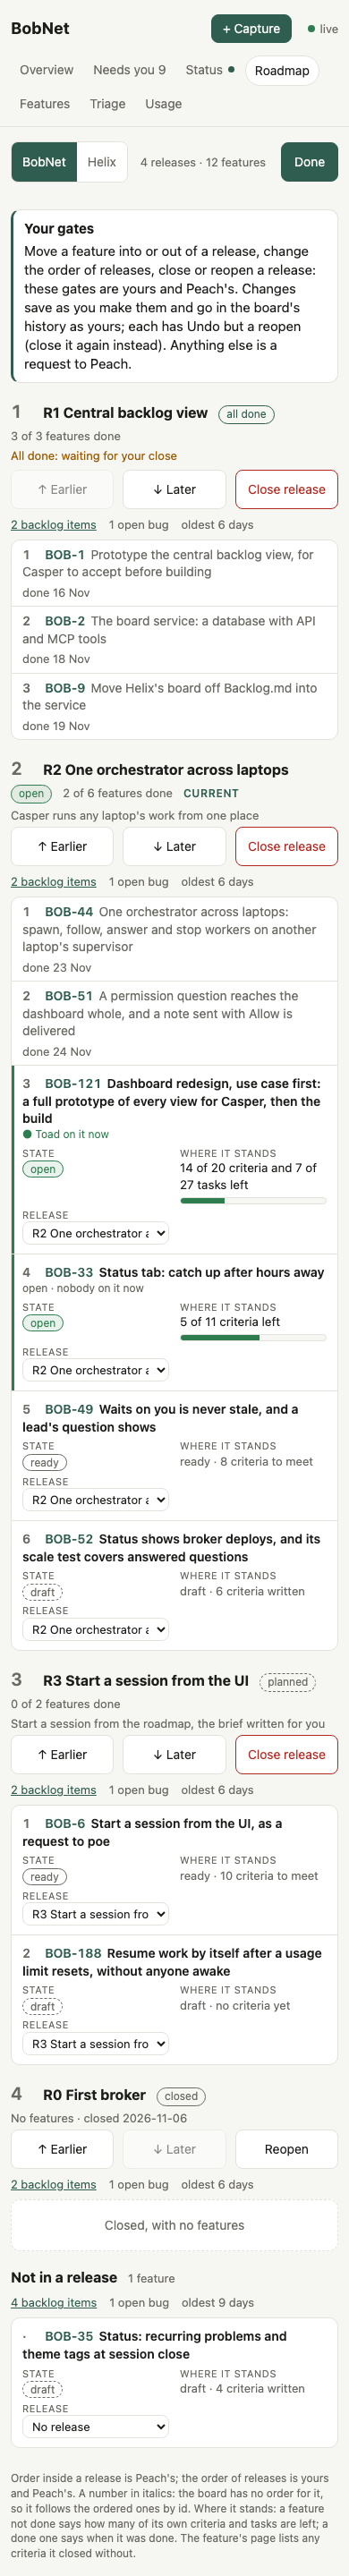 BobNet
+ Capture
live
Overview
Needs you 9
Status
Roadmap
Features
Triage
Usage
BobNet
Helix
4 releases · 12 features
Done
Your gates
Move a feature into or out of a release, change
the order of releases, close or reopen a release:
these gates are yours and Peach's. Changes
save as you make them and go in the board's
history as yours; each has Undo but a reopen
(close it again instead). Anything else is a
request to Peach.
1 R1 Central backlog view all done
3 of 3 features done
All done: waiting for your close
↑ Earlier
↓ Later
Close release
2 backlog items 1 open bug oldest 6 days
1 BOB-1 Prototype the central backlog view, for
Casper to accept before building
done 16 Nov
2 BOB-2 The board service: a database with API
and MCP tools
done 18 Nov
3 BOB-9 Move Helix's board off Backlog.md into
the service
done 19 Nov
2 R2 One orchestrator across laptops
open 2 of 6 features done CURRENT
Casper runs any laptop's work from one place
↑ Earlier
↓ Later
Close release
2 backlog items 1 open bug oldest 6 days
1 BOB-44 One orchestrator across laptops:
spawn, follow, answer and stop workers on another
laptop's supervisor
done 23 Nov
2 BOB-51 A permission question reaches the
dashboard whole, and a note sent with Allow is
delivered
done 24 Nov
3 BOB-121 Dashboard redesign, use case first:
a full prototype of every view for Casper, then the
build
Toad on it now
STATE
open
WHERE IT STANDS
14 of 20 criteria and 7 of
27 tasks left
RELEASE
R2 One orchestrator a
4 BOB-33 Status tab: catch up after hours away
open · nobody on it now
STATE
open
WHERE IT STANDS
5 of 11 criteria left
RELEASE
R2 One orchestrator a
5 BOB-49 Waits on you is never stale, and a
lead's question shows
STATE
ready
WHERE IT STANDS
ready · 8 criteria to meet
RELEASE
R2 One orchestrator a
6 BOB-52 Status shows broker deploys, and its
scale test covers answered questions
STATE
draft
WHERE IT STANDS
draft · 6 criteria written
RELEASE
R2 One orchestrator a
3 R3 Start a session from the UI planned
0 of 2 features done
Start a session from the roadmap, the brief written for you
↑ Earlier
↓ Later
Close release
2 backlog items 1 open bug oldest 6 days
1 BOB-6 Start a session from the UI, as a
request to poe
STATE
ready
WHERE IT STANDS
ready · 10 criteria to meet
RELEASE
R3 Start a session fro
2 BOB-188 Resume work by itself after a usage
limit resets, without anyone awake
STATE
draft
WHERE IT STANDS
draft · no criteria yet
RELEASE
R3 Start a session fro
4 R0 First broker closed
No features · closed 2026-11-06
↑ Earlier
↓ Later
Reopen
2 backlog items 1 open bug oldest 6 days
Closed, with no features
Not in a release 1 feature
4 backlog items 1 open bug oldest 9 days
· BOB-35 Status: recurring problems and
theme tags at session close
STATE
draft
WHERE IT STANDS
draft · 4 criteria written
RELEASE
No release
Order inside a release is Peach's; the order of releases is yours
and Peach's. A number in italics: the board has no order for it,
so it follows the ordered ones by id. Where it stands: a feature
not done says how many of its own criteria and tasks are left; a
done one says when it was done. The feature's page lists any
criteria it closed without.